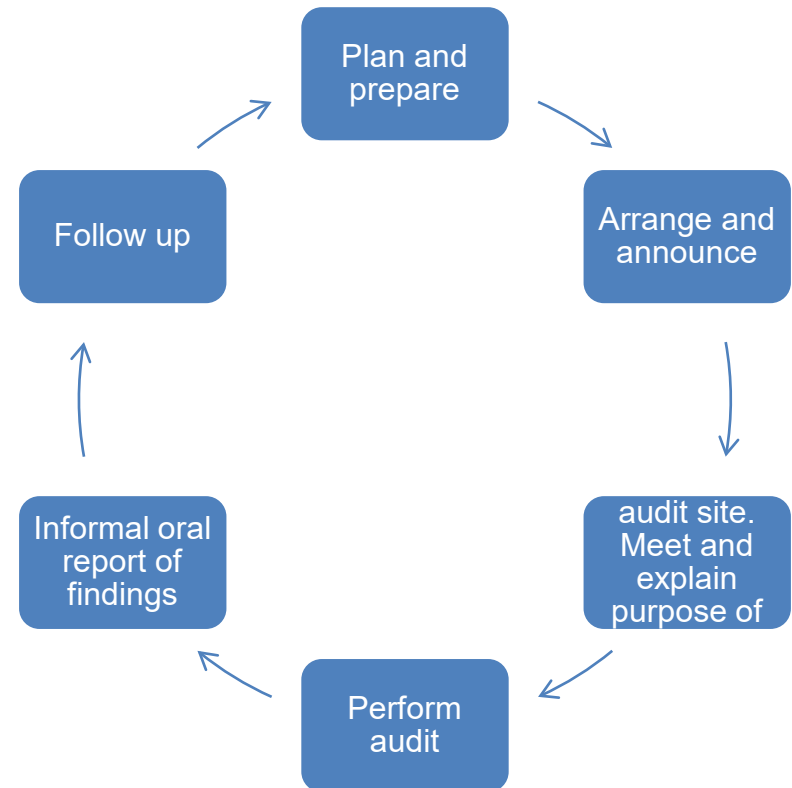 Plan and
prepare
Arrange and
announce
audit site.
Meet and
explain
purpose of
Perform
audit
Informal oral
report of
findings
Follow up